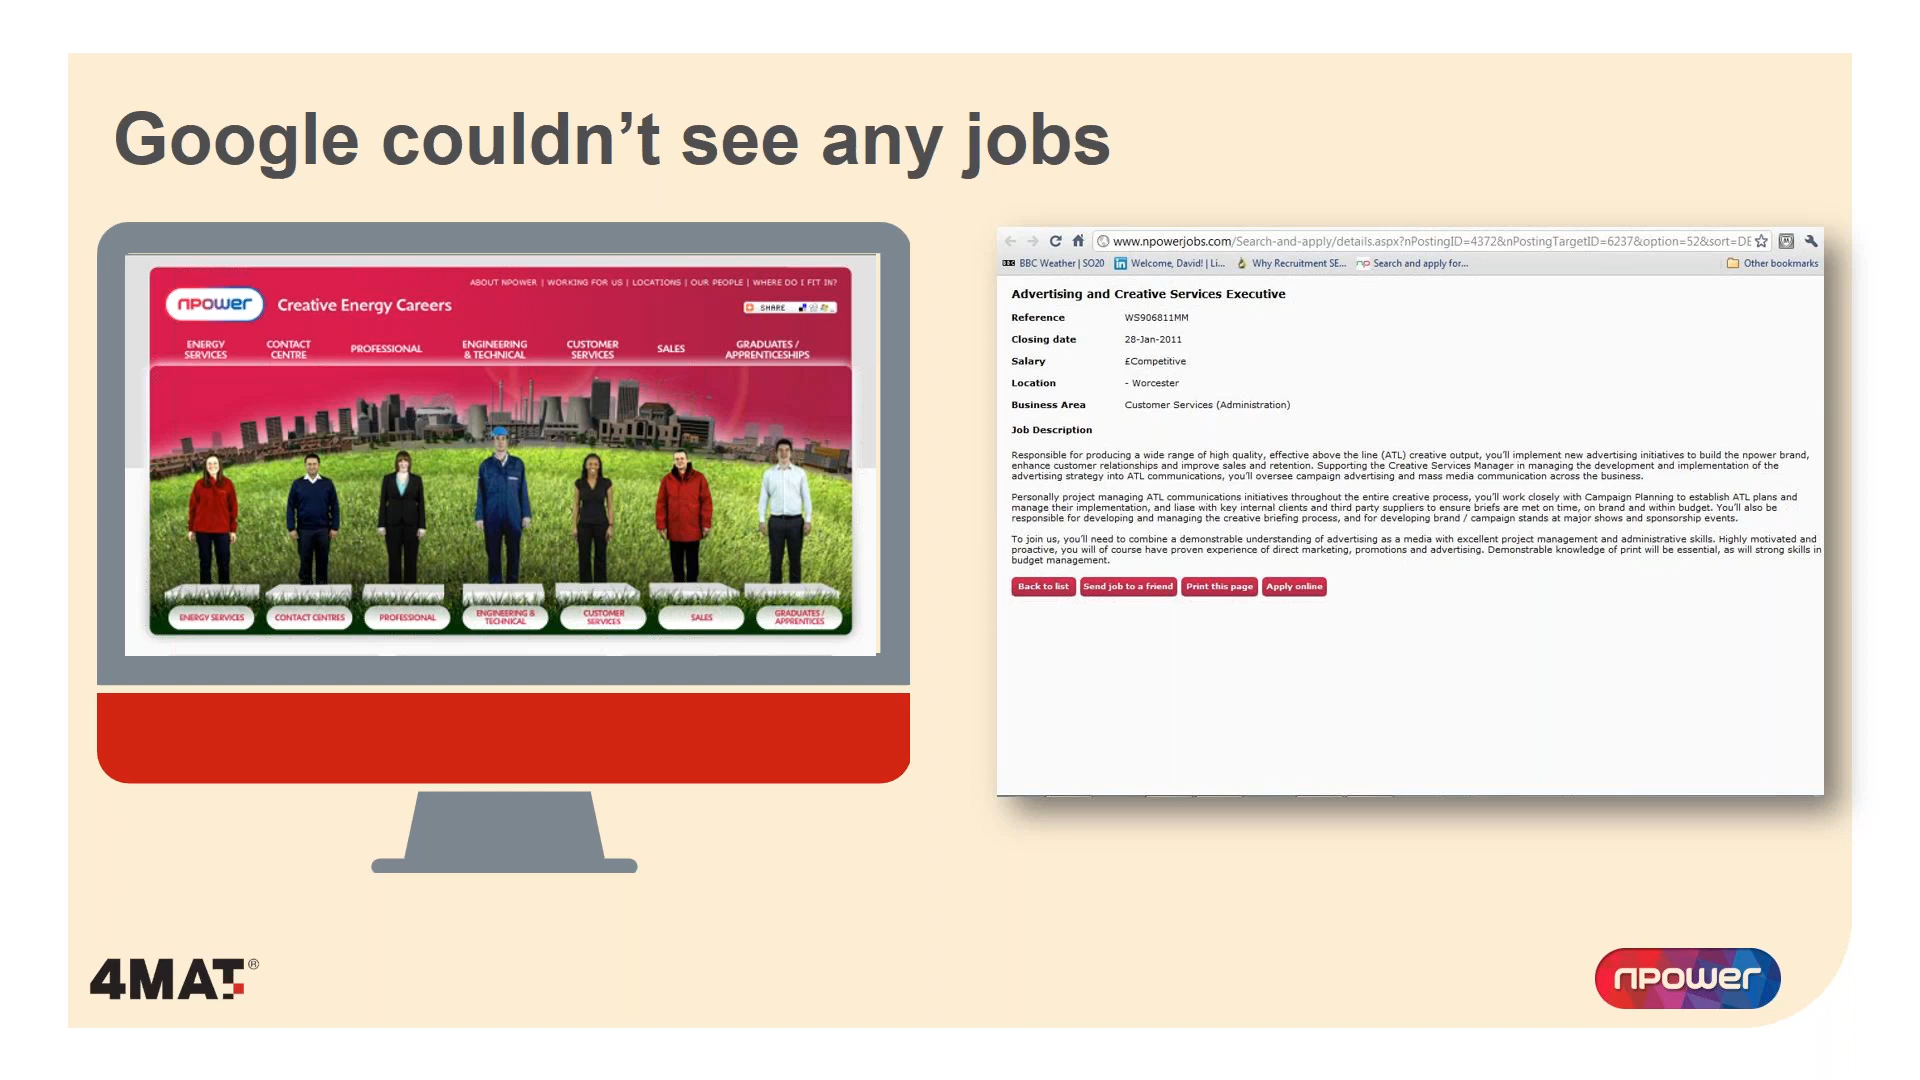 Google couldn’t see any jobs
ABOUT NPOWER | WORKING FOR US | LOCATIONS | OUR PEOPLE | WHERE DO I FIT IN?
npower Creative Energy Careers
SHARE
ENERGY SERVICES
CONTACT CENTRE
PROFESSIONAL
ENGINEERING & TECHNICAL
CUSTOMER SERVICES
SALES
GRADUATES / APPRENTICESHIPS
ENERGY SERVICES
CONTACT CENTRES
PROFESSIONAL
ENGINEERING & TECHNICAL
CUSTOMER SERVICES
SALES
GRADUATES / APPRENTICES
www.npowerjobs.com/Search-and-apply/details.aspx?nPostingID=4372&nPostingTargetID=6237&option=52&sort=DE
BBC BBC Weather | SO20 in Welcome, David! | Li... Why Recruitment SE... np Search and apply for... Other bookmarks
Advertising and Creative Services Executive
Reference WS906811MM
Closing date 28-Jan-2011
Salary £Competitive
Location - Worcester
Business Area Customer Services (Administration)
Job Description
Responsible for producing a wide range of high quality, effective above the line (ATL) creative output, you'll implement new advertising initiatives to build the npower brand,
enhance customer relationships and improve sales and retention. Supporting the Creative Services Manager in managing the development and implementation of the
advertising strategy into ATL communications, you'll oversee campaign advertising and mass media communication across the business.
Personally project managing ATL communications initiatives throughout the entire creative process, you'll work closely with Campaign Planning to establish ATL plans and
manage their implementation, and liase with key internal clients and third party suppliers to ensure briefs are met on time, on brand and within budget. You'll also be
responsible for developing and managing the creative briefing process, and for developing brand / campaign stands at major shows and sponsorship events.
To join us, you'll need to combine a demonstrable understanding of advertising as a media with excellent project management and administrative skills. Highly motivated and
proactive, you will of course have proven experience of direct marketing, promotions and advertising. Demonstrable knowledge of print will be essential, as will strong skills in
budget management.
Back to list Send job to a friend Print this page Apply online
4MAT®
npower